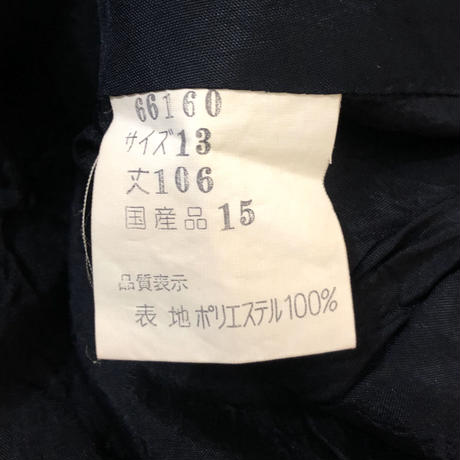 66160
サイズ13
丈106
国産品15
品質表示
表 地 ポリエステル100%